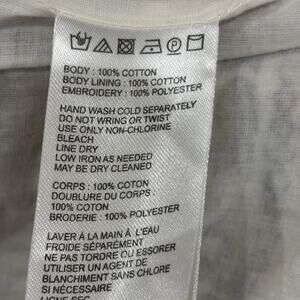 BODY : 100% COTTON
BODY LINING : 100% COTTON
EMBROIDERY : 100% POLYESTER
HAND WASH COLD SEPARATELY
DO NOT WRING OR TWIST
USE ONLY NON-CHLORINE
BLEACH
LINE DRY
LOW IRON AS NEEDED
MAY BE DRY CLEANED
CORPS : 100% COTON
DOUBLURE DU CORPS :
100% COTON
BRODERIE : 100% POLYESTER
LAVER À LA MAIN À L'EAU
FROIDE SÉPARÉMENT
NE PAS TORDRE OU ESSORER
UTILISER UN AGENT DE
BLANCHIMENT SANS CHLORE
SI NÉCESSAIRE
LIGNE SEC